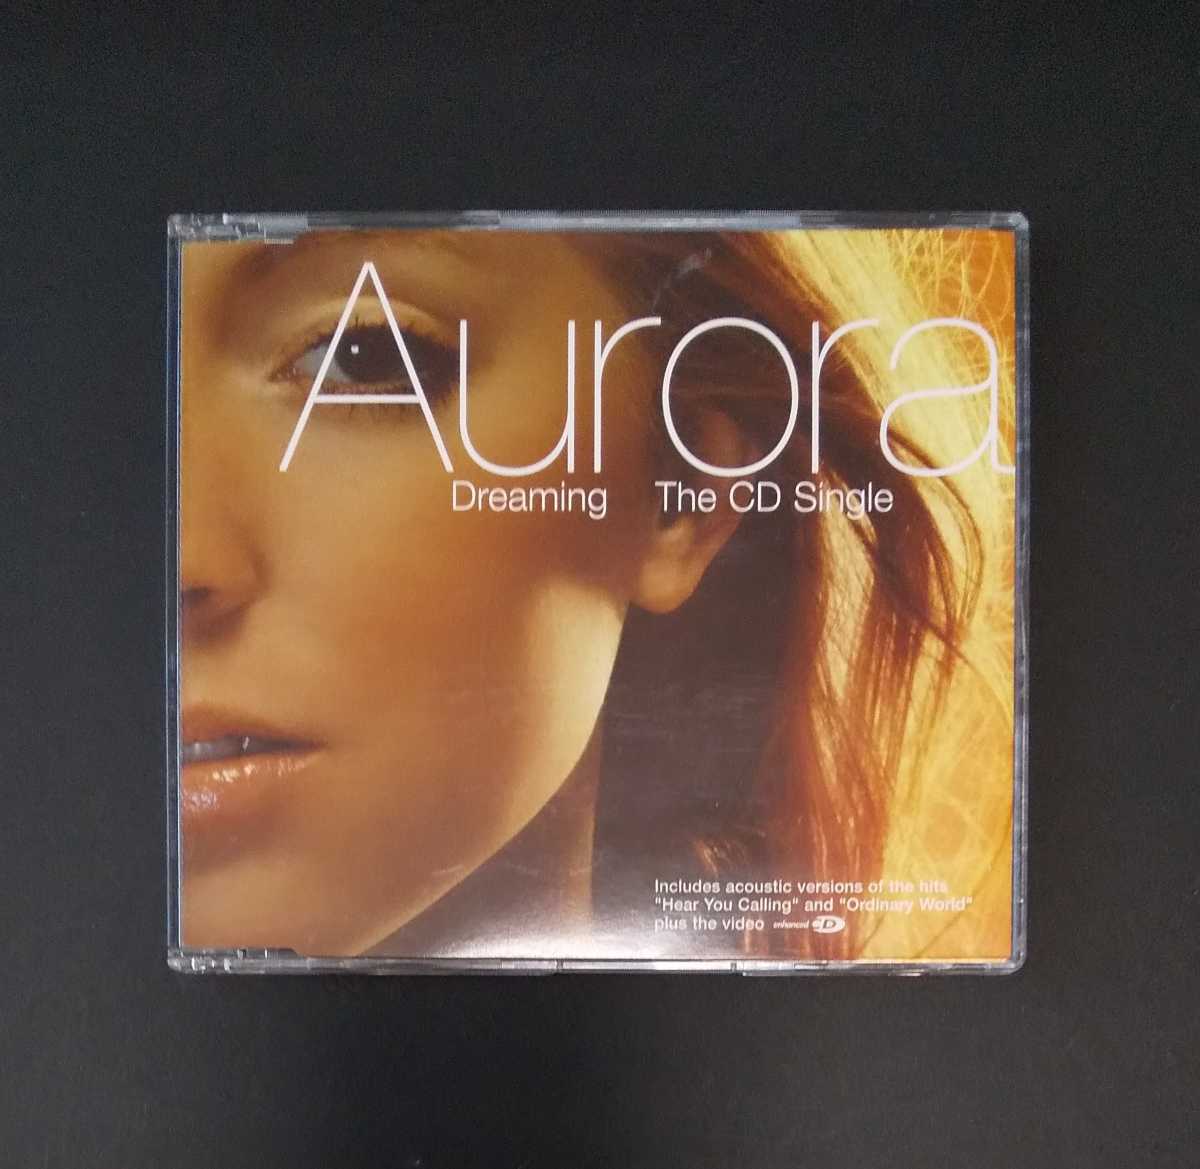 Aurora
Dreaming The CD Single
Includes acoustic versions of the hits
"Hear You Calling" and "Ordinary World"
plus the video enhanced CD